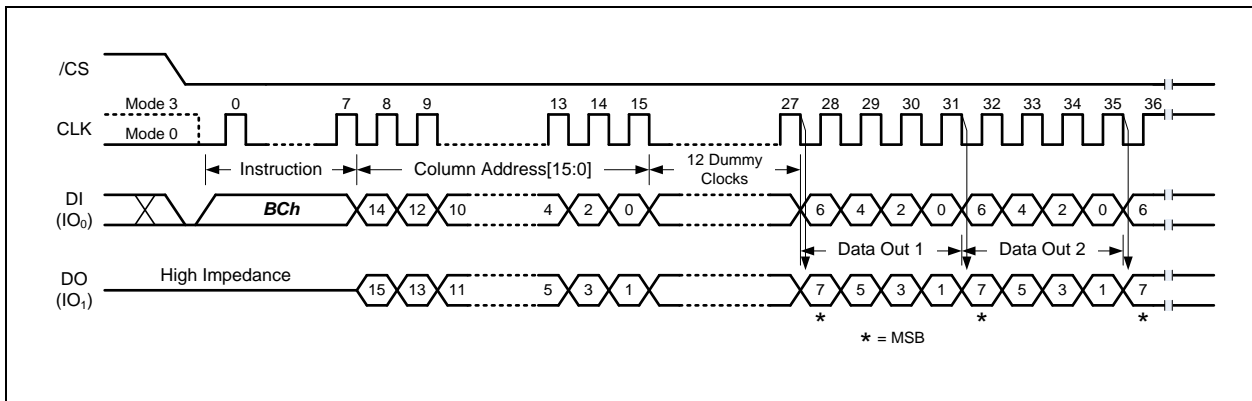 /CS
Mode 3 0 7 8 9 13 14 15 27 28 29 30 31 32 33 34 35 36
CLK
Mode 0
12 Dummy
Instruction Column Address[15:0]
Clocks
DI
(IO0)
BCh 14 12 10 4 2 0 6 4 2 0 6 4 2 0 6
Data Out 1 Data Out 2
DO
(IO1)
High Impedance
15 13 11 5 3 1 7 5 3 1 7 5 3 1 7
* * *
* = MSB